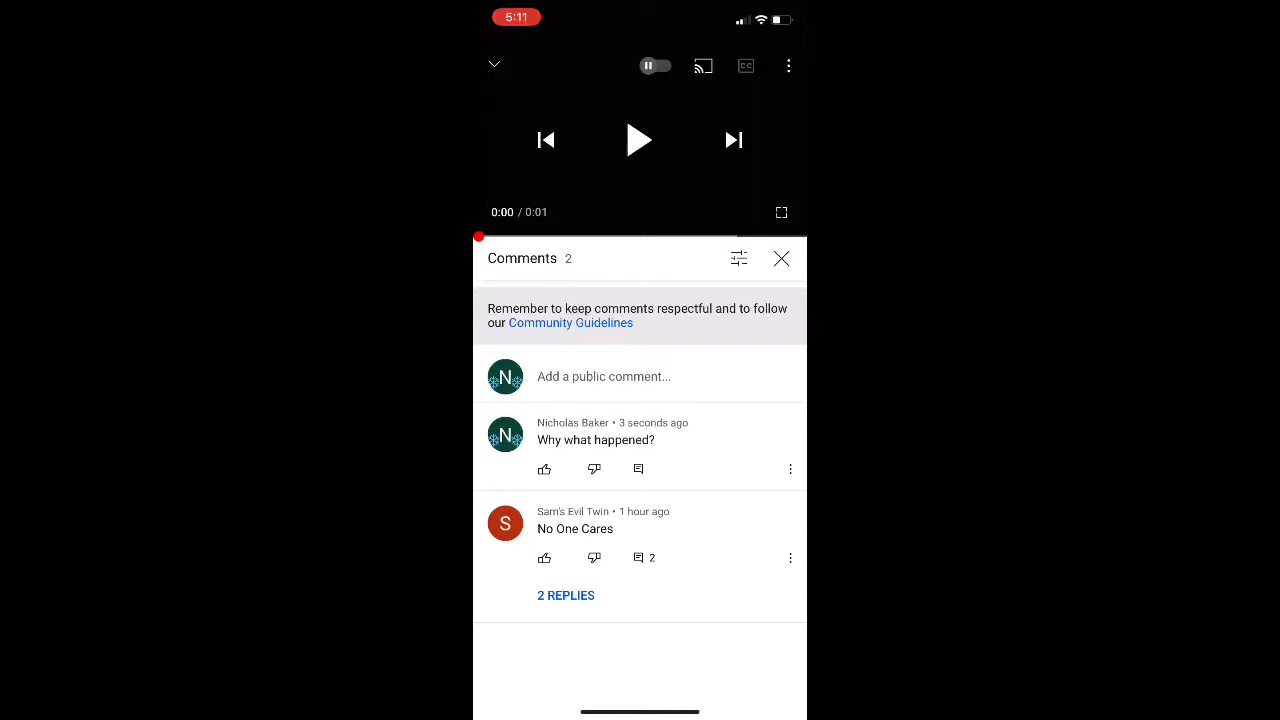 5:11
CC
0:00 / 0:01
Comments 2
Remember to keep comments respectful and to follow
our Community Guidelines
N
Add a public comment...
N
Nicholas Baker • 3 seconds ago
Why what happened?
S
Sam's Evil Twin • 1 hour ago
No One Cares
2
2 REPLIES